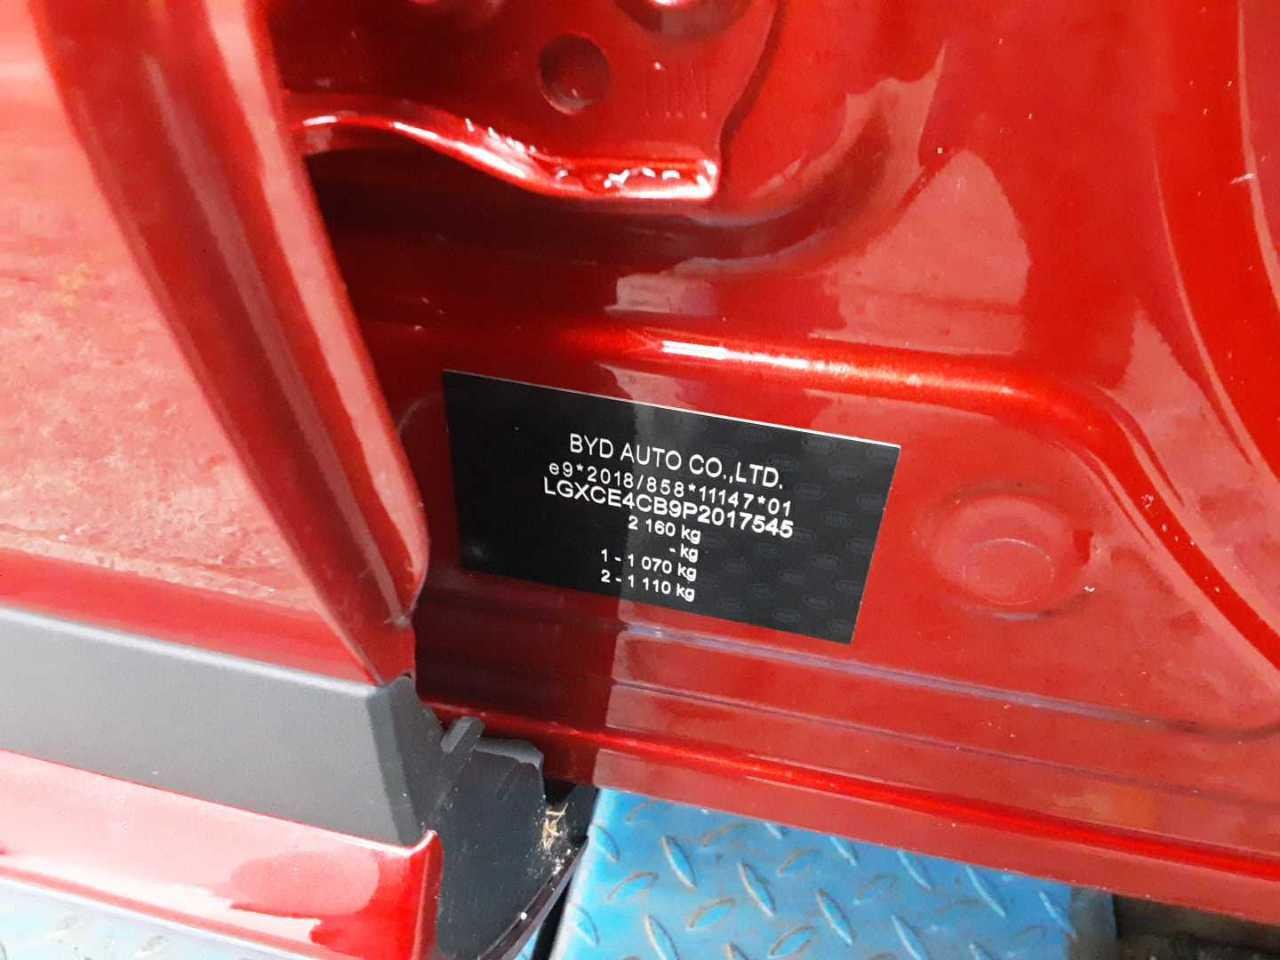 BYD AUTO CO.,LTD.
e9*2018/858*11147*01
LGXCE4CB9P2017545
2 160 kg
- kg
1 - 1 070 kg
2 - 1 110 kg